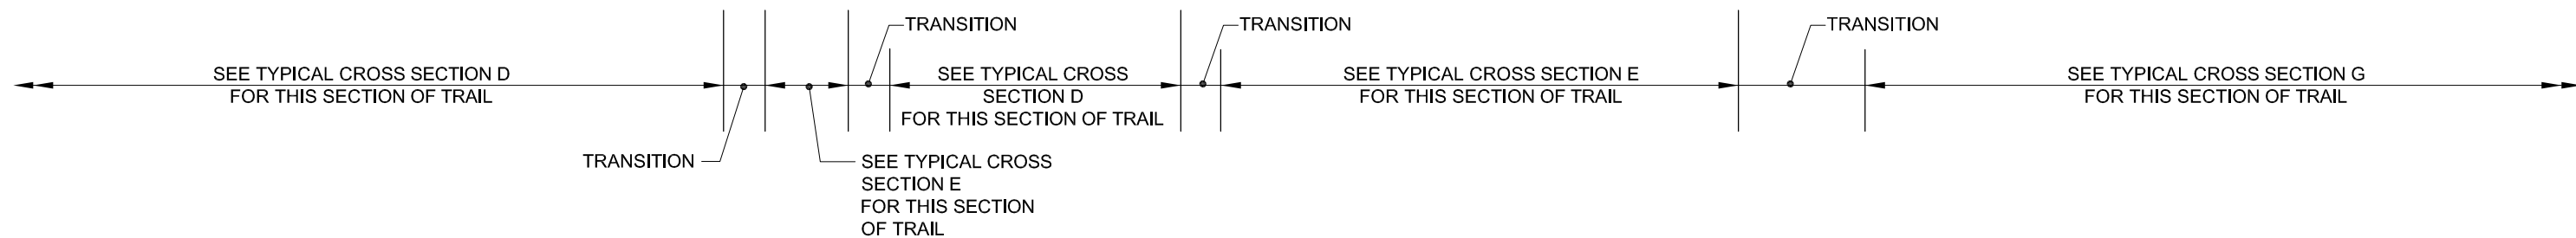 SEE TYPICAL CROSS SECTION D
FOR THIS SECTION OF TRAIL
TRANSITION
SEE TYPICAL CROSS
SECTION E
FOR THIS SECTION
OF TRAIL
TRANSITION
SEE TYPICAL CROSS
SECTION D
FOR THIS SECTION OF TRAIL
TRANSITION
SEE TYPICAL CROSS SECTION E
FOR THIS SECTION OF TRAIL
TRANSITION
SEE TYPICAL CROSS SECTION G
FOR THIS SECTION OF TRAIL